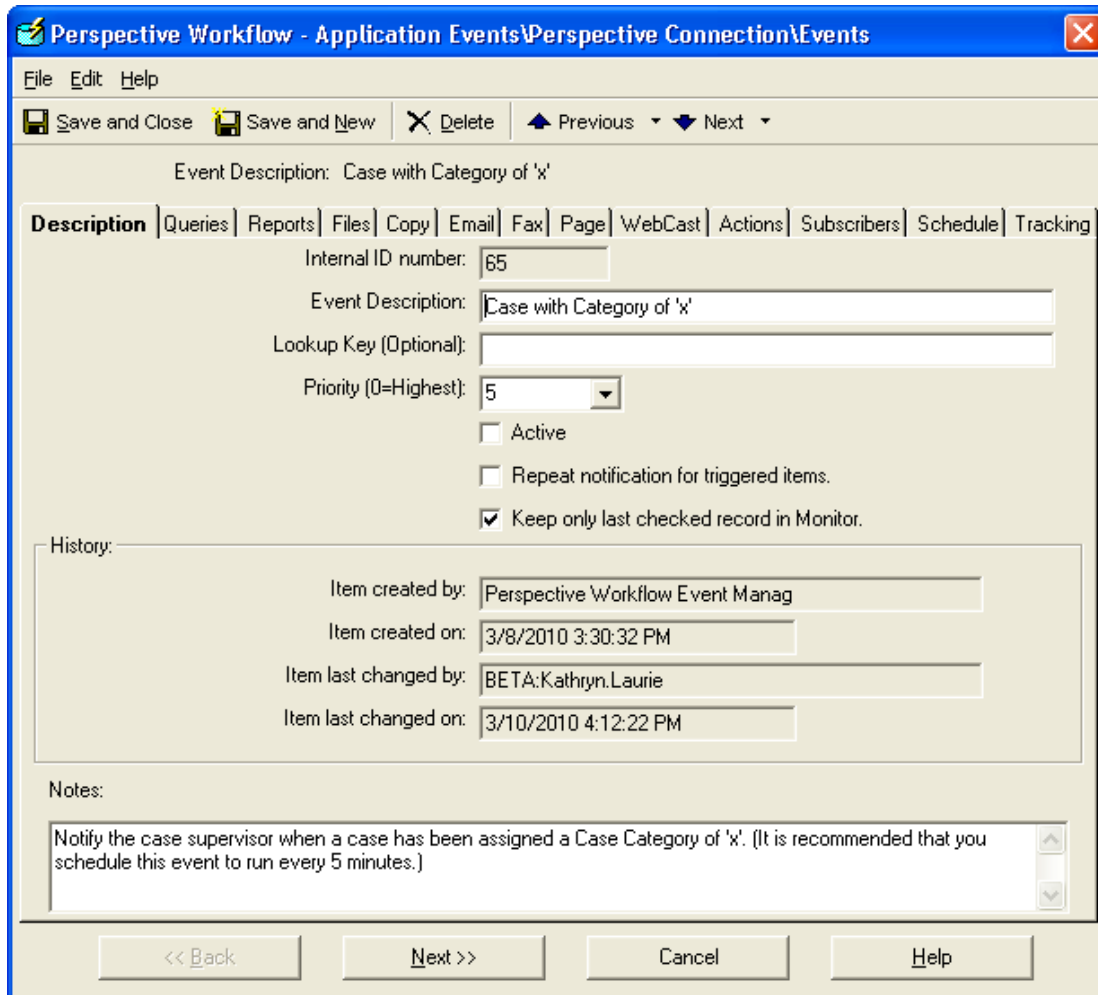 Perspective Workflow - Application Events\Perspective Connection\Events
File Edit Help
Save and Close Save and New Delete Previous Next
Event Description: Case with Category of 'x'
Description Queries Reports Files Copy Email Fax Page WebCast Actions Subscribers Schedule Tracking
Internal ID number: 65
Event Description: Case with Category of 'x'
Lookup Key (Optional):
Priority (0=Highest): 5
Active
Repeat notification for triggered items.
Keep only last checked record in Monitor.
History:
Item created by: Perspective Workflow Event Manag
Item created on: 3/8/2010 3:30:32 PM
Item last changed by: BETA:Kathryn.Laurie
Item last changed on: 3/10/2010 4:12:22 PM
Notes:
Notify the case supervisor when a case has been assigned a Case Category of 'x'. (It is recommended that you
schedule this event to run every 5 minutes.)
<< Back Next >> Cancel Help